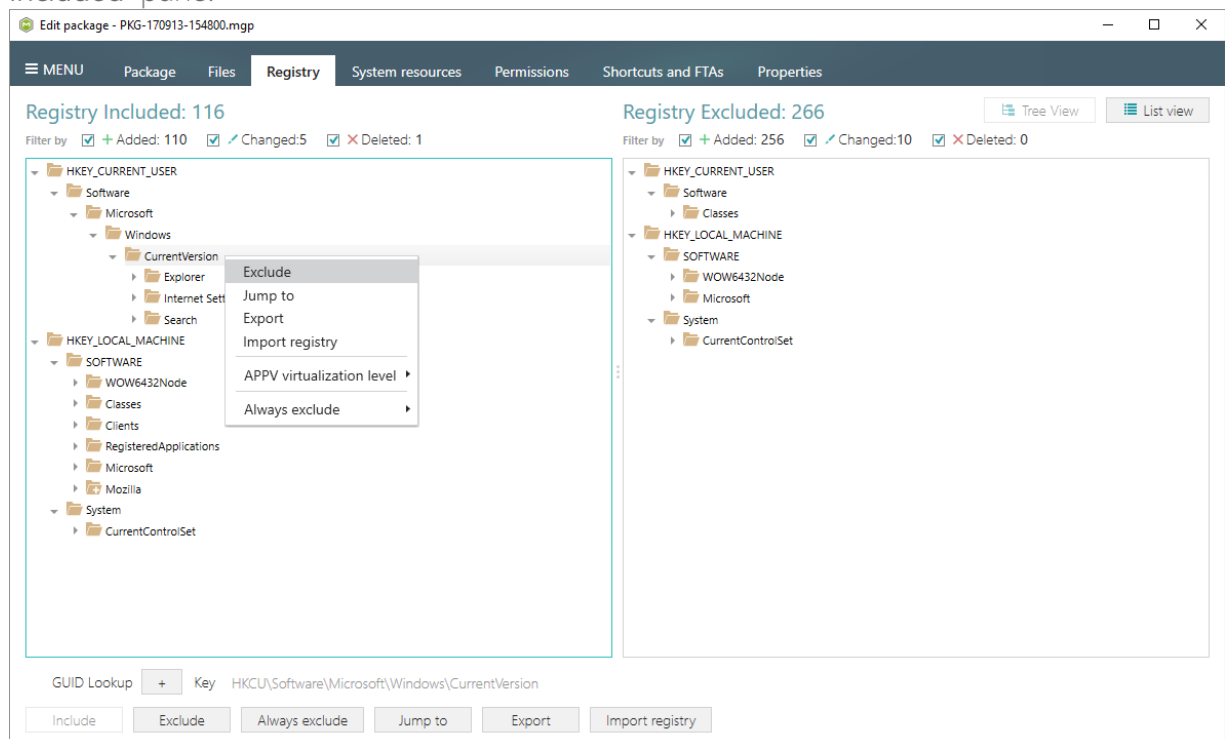 included panel
Edit package - PKG-170913-154800.mgp
MENU Package Files Registry System resources Permissions Shortcuts and FTAs Properties
Registry Included: 116
Filter by + Added: 110 Changed:5 Deleted: 1
HKEY_CURRENT_USER
Software
Microsoft
Windows
CurrentVersion
Explorer
Internet Sett
Search
HKEY_LOCAL_MACHINE
SOFTWARE
WOW6432Node
Classes
Clients
RegisteredApplications
Microsoft
Mozilla
System
CurrentControlSet
Exclude
Jump to
Export
Import registry
APPV virtualization level
Always exclude
Registry Excluded: 266
Tree View List view
Filter by + Added: 256 Changed:10 Deleted: 0
HKEY_CURRENT_USER
Software
Classes
HKEY_LOCAL_MACHINE
SOFTWARE
WOW6432Node
Microsoft
System
CurrentControlSet
GUID Lookup + Key HKCU\Software\Microsoft\Windows\CurrentVersion
Include Exclude Always exclude Jump to Export Import registry